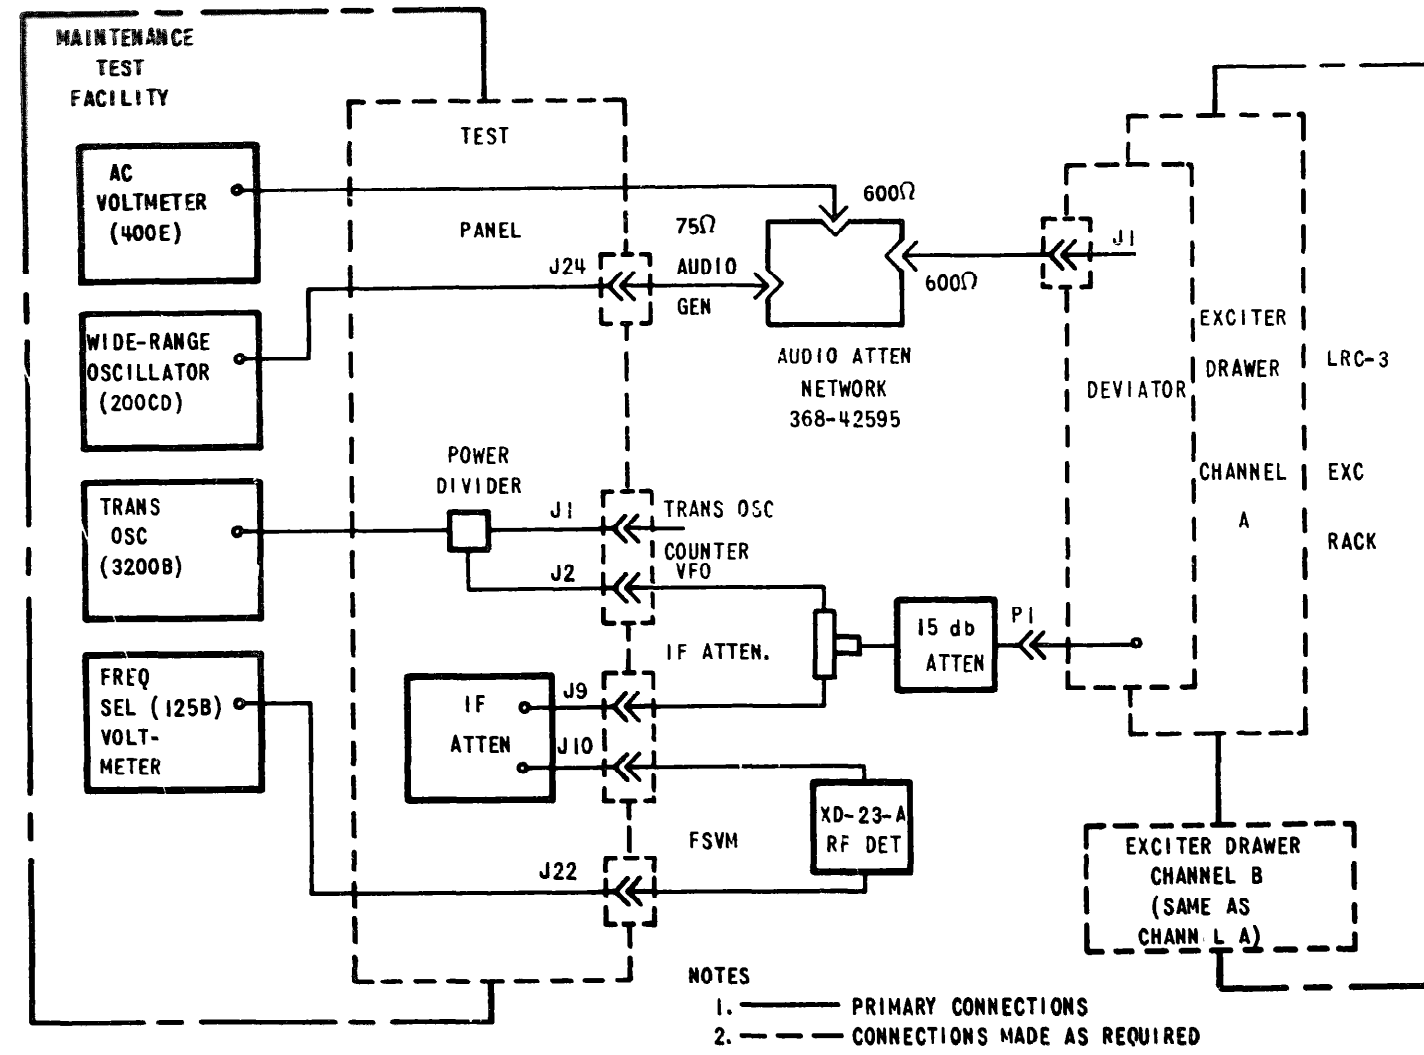 MAINTENANCE
TEST
FACILITY
AC
VOLTMETER
(400E)
WIDE-RANGE
OSCILLATOR
(200CD)
TRANS
OSC
(3200B)
FREQ
SEL (125B)
VOLT-
METER
TEST
PANEL
J24
75Ω
AUDIO
GEN
600Ω
600Ω
AUDIO ATTEN
NETWORK
368-42595
J1
DEVIATOR
EXCITER
DRAWER
CHANNEL
A
LRC-3
EXC
RACK
POWER
DIVIDER
J1
TRANS OSC
COUNTER
J2
VFO
IF ATTEN.
15 db
ATTEN
P1
IF
ATTEN
J9
J10
XD-23-A
RF DET
FSVM
J22
EXCITER DRAWER
CHANNEL B
(SAME AS
CHANN L A)
NOTES
1. PRIMARY CONNECTIONS
2. CONNECTIONS MADE AS REQUIRED